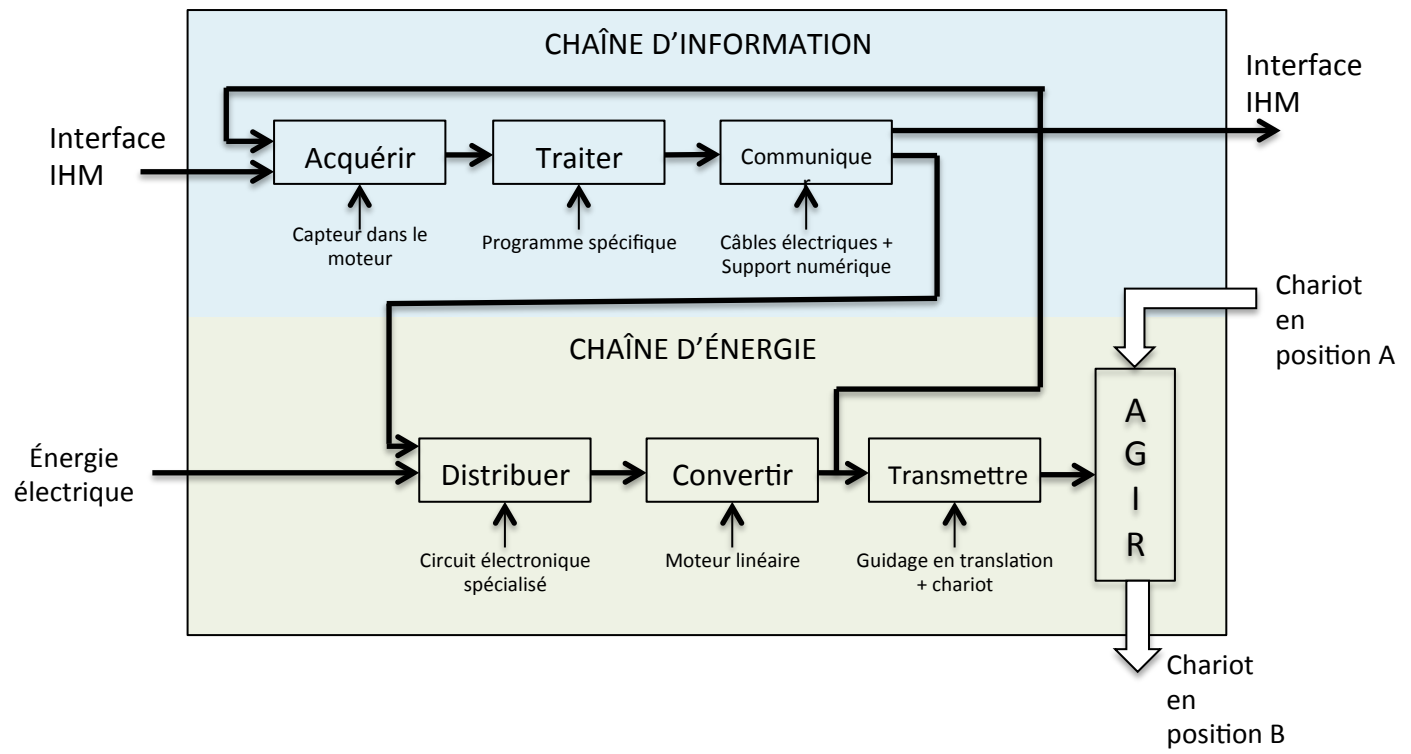 CHAÎNE D'INFORMATION
Interface
IHM
Interface
IHM
Acquérir
Traiter
Communique
r
Capteur dans le
moteur
Programme spécifique
Câbles électriques +
Support numérique
Chariot
en
position A
CHAÎNE D'ÉNERGIE
A
G
I
R
Énergie
électrique
Distribuer
Convertir
Transmettre
Circuit électronique
spécialisé
Moteur linéaire
Guidage en translation
+ chariot
Chariot
en
position B